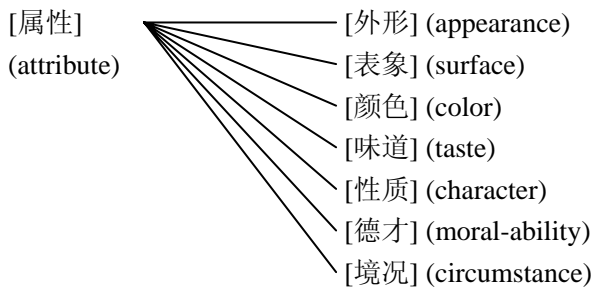 [属性]
(attribute)
[外形] (appearance)
[表象] (surface)
[颜色] (color)
[味道] (taste)
[性质] (character)
[德才] (moral-ability)
[境况] (circumstance)